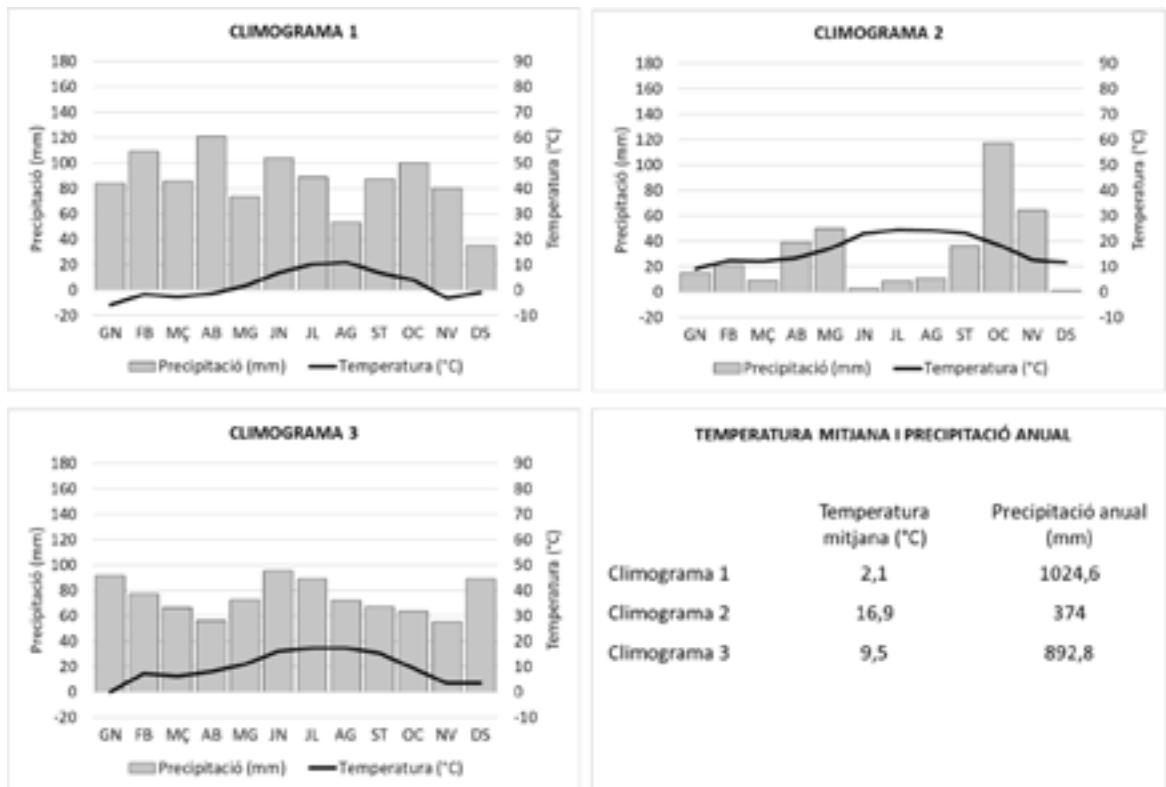 CLIMOGRAMA 1
180 90
160 80
140 70
120 60
100 50
80 40
60 30
40 20
20 10
0 0
-20 -10
Precipitació (mm)
Temperatura (°C)
GN FB MÇ AB MG JN JL AG ST OC NV DS
Precipitació (mm) Temperatura (°C)
CLIMOGRAMA 2
180 90
160 80
140 70
120 60
100 50
80 40
60 30
40 20
20 10
0 0
-20 -10
Precipitació (mm)
Temperatura (°C)
GN FB MÇ AB MG JN JL AG ST OC NV DS
Precipitació (mm) Temperatura (°C)
CLIMOGRAMA 3
180 90
160 80
140 70
120 60
100 50
80 40
60 30
40 20
20 10
0 0
-20 -10
Precipitació (mm)
Temperatura (°C)
GN FB MÇ AB MG JN JL AG ST OC NV DS
Precipitació (mm) Temperatura (°C)
TEMPERATURA MITJANA I PRECIPITACIÓ ANUAL
Temperatura Precipitació anual
mitjana (°C) (mm)
Climograma 1 2,1 1024,6
Climograma 2 16,9 374
Climograma 3 9,5 892,8